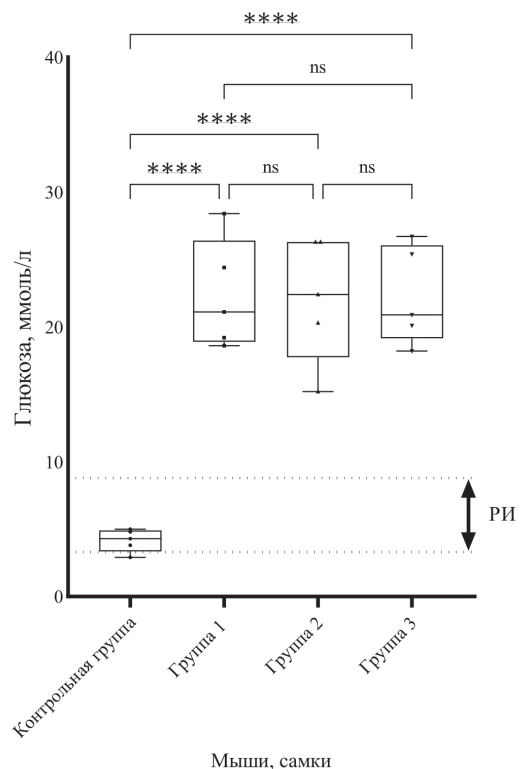 ****
40
ns
****
**** ns ns
30
Глюкоза, ммоль/л
20
10
РИ
0
Контрольная группа
Группа 1
Группа 2
Группа 3
Мыши, самки